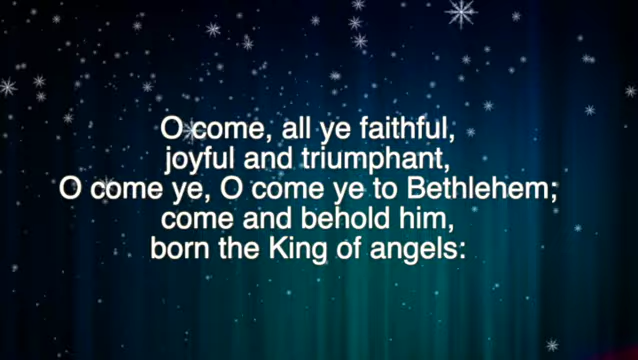 O come, all ye faithful,
joyful and triumphant,
O come ye, O come ye to Bethlehem;
come and behold him,
born the King of angels: